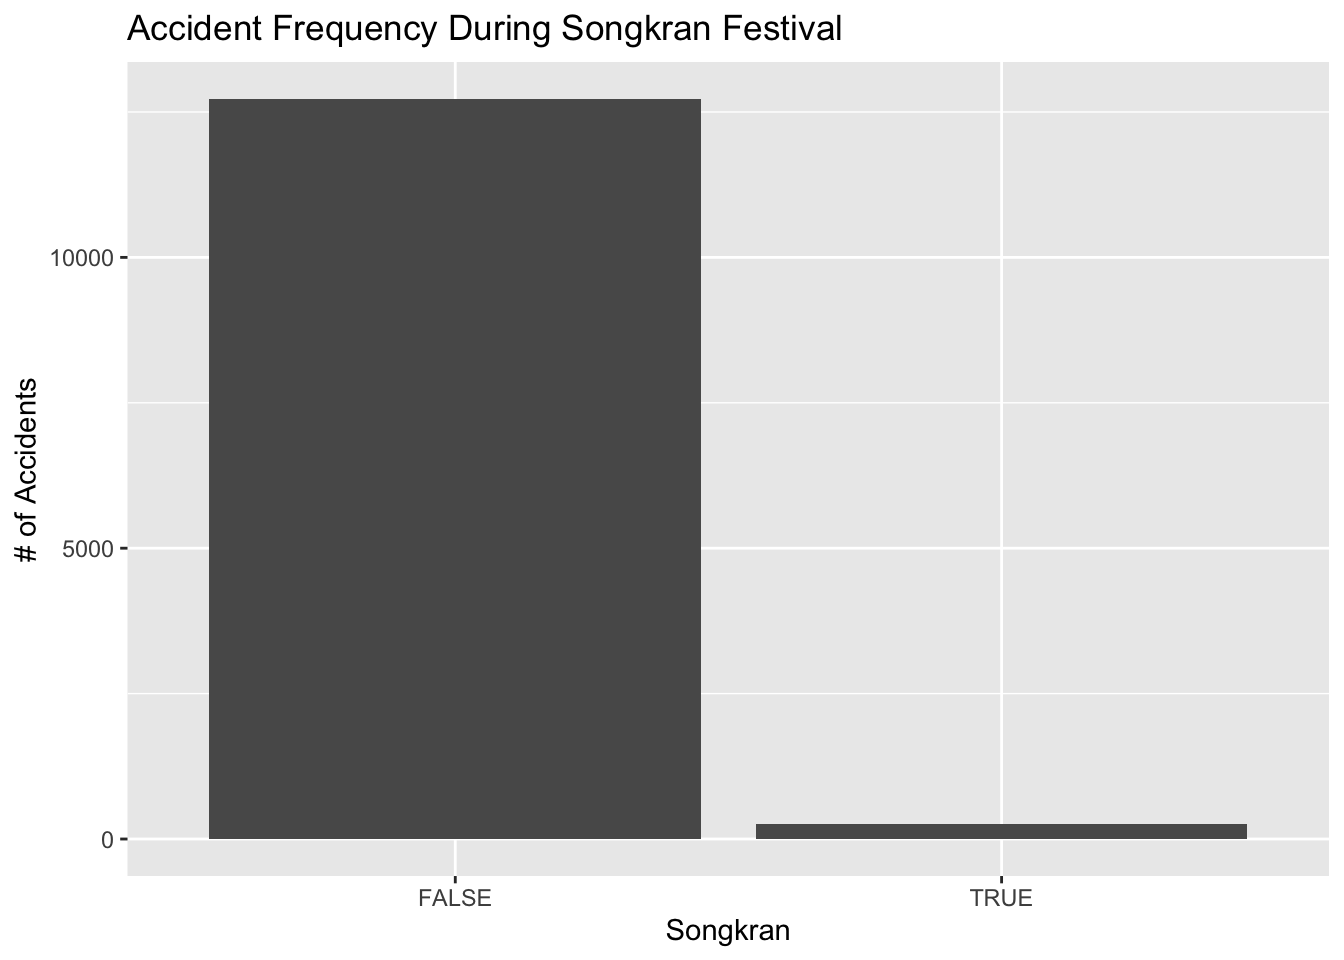 Accident Frequency During Songkran Festival
# of Accidents
10000
5000
0
FALSE
TRUE
Songkran